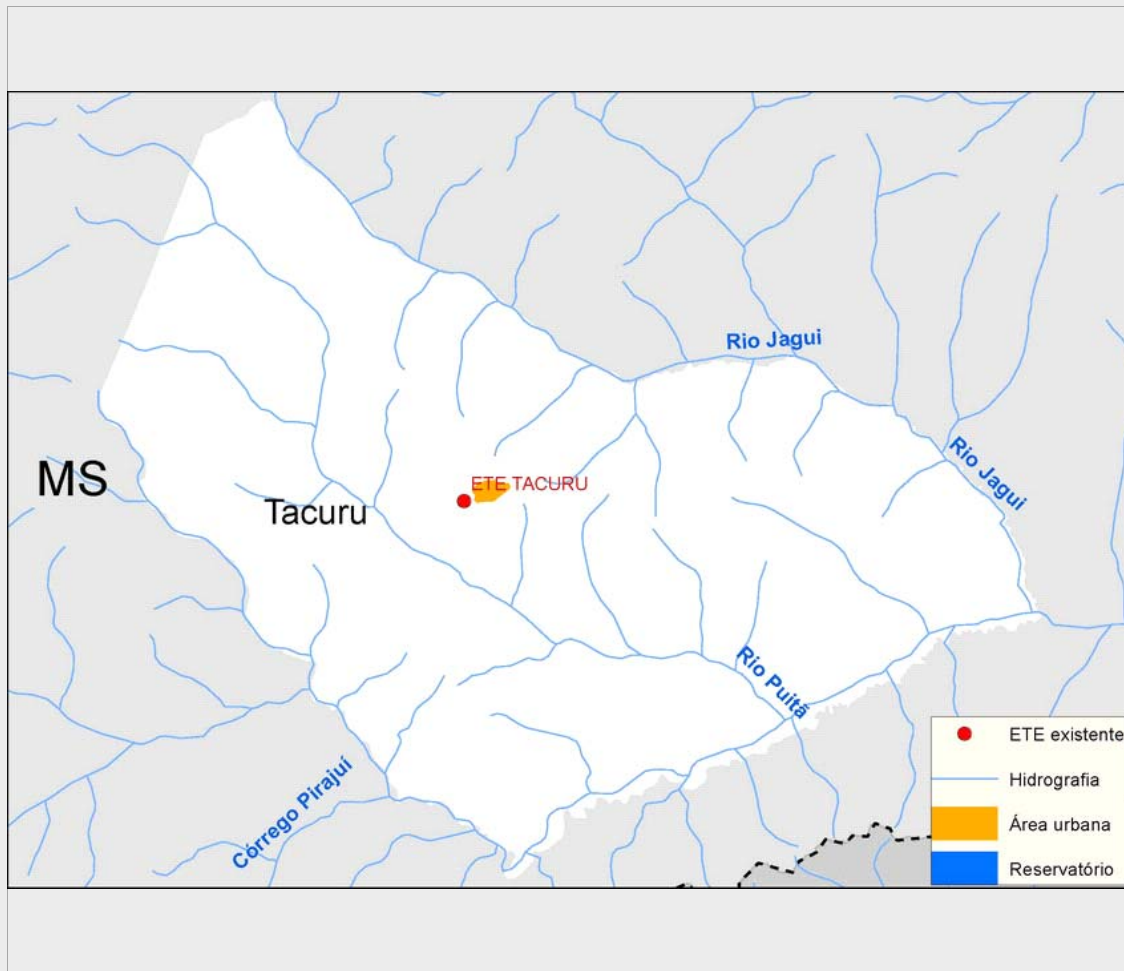 Rio Jagui
Rio Jagui
MS
ETE TACURU
Tacuru
Rio Puitã
Córrego Pirajuí
ETE existente
Hidrografia
Área urbana
Reservatório